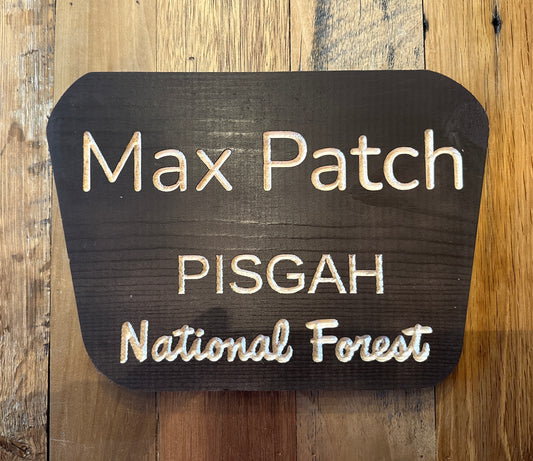 Max Patch
PISGAH
National Forest